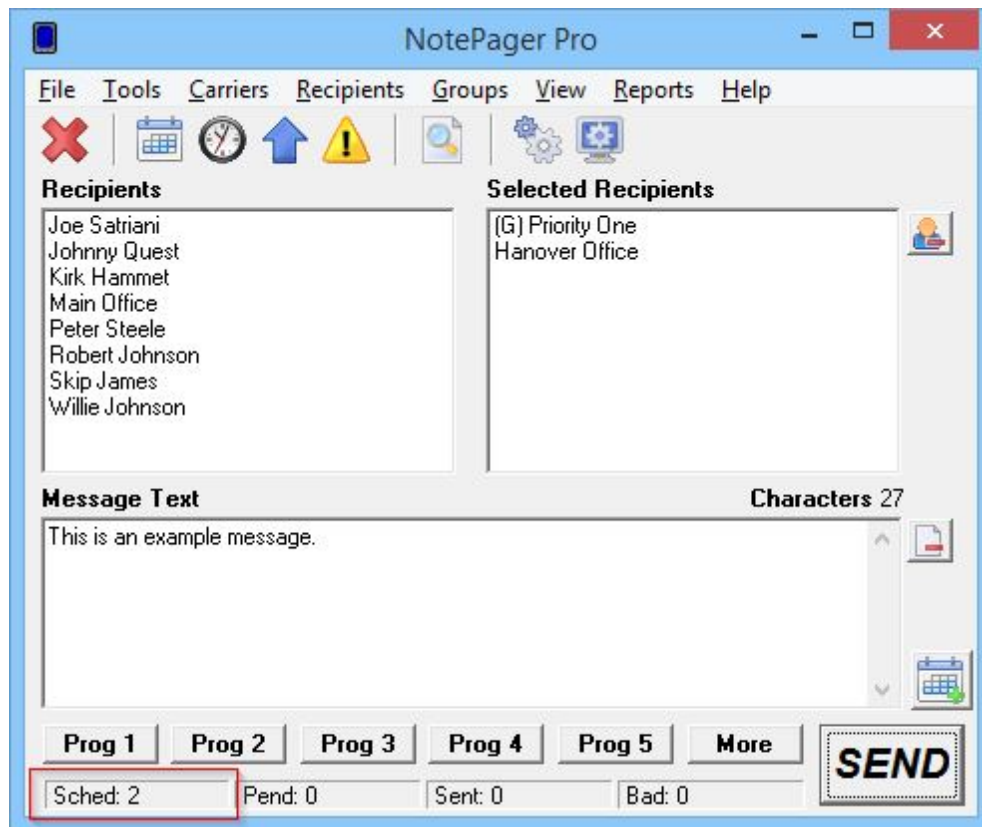 NotePager Pro
File Tools Carriers Recipients Groups View Reports Help
Recipients
Joe Satriani
Johnny Quest
Kirk Hammet
Main Office
Peter Steele
Robert Johnson
Skip James
Willie Johnson
Selected Recipients
(G) Priority One
Hanover Office
Message Text
Characters 27
This is an example message.
Prog 1 Prog 2 Prog 3 Prog 4 Prog 5 More
SEND
Sched: 2 Pend: 0 Sent: 0 Bad: 0